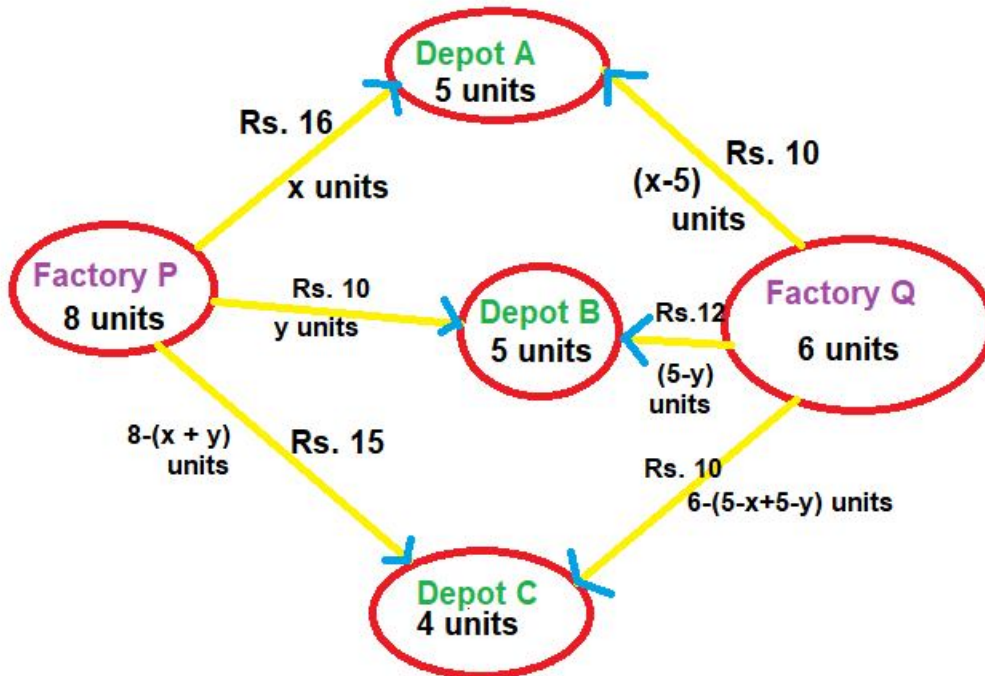 Depot A
5 units
Rs. 16
x units
Rs. 10
(x-5)
units
Factory P
8 units
Rs. 10
y units
Depot B
5 units
Rs.12
(5-y)
units
Factory Q
6 units
8-(x + y)
units
Rs. 15
Rs. 10
6-(5-x+5-y) units
Depot C
4 units